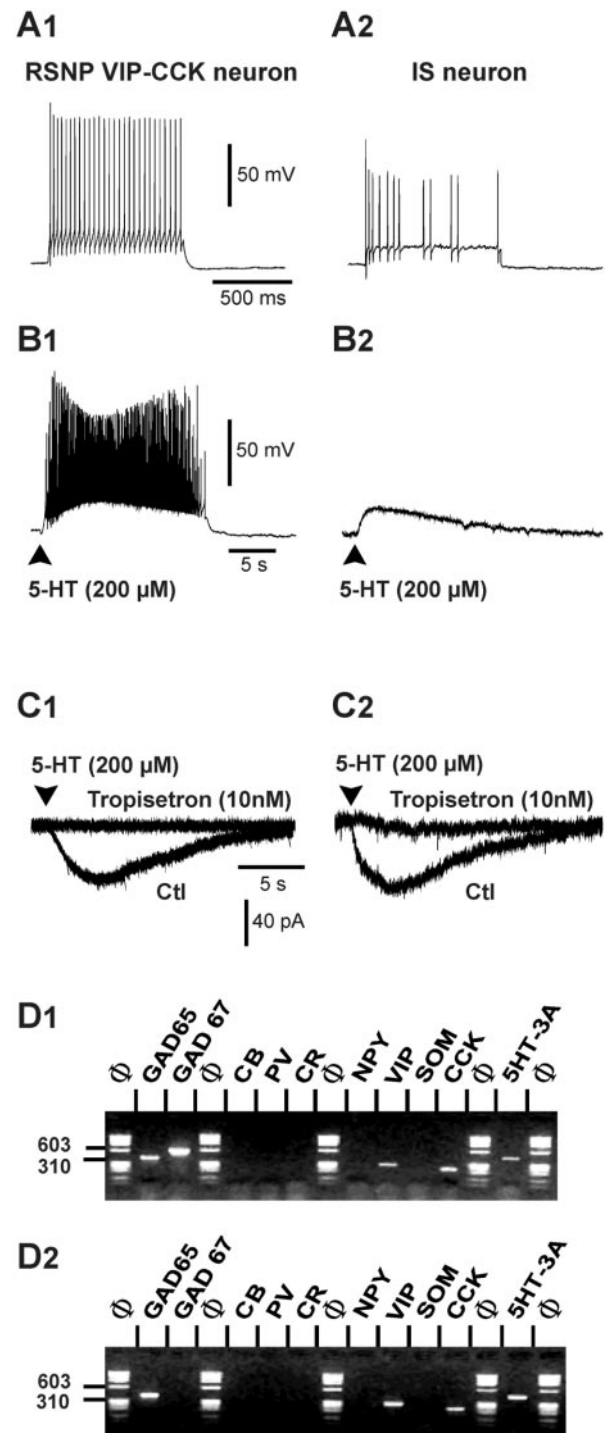 A1
A2
RSNP VIP-CCK neuron
IS neuron
50 mV
500 ms
B1
B2
50 mV
5 s
5-HT (200 µM)
5-HT (200 µM)
C1
C2
5-HT (200 µM)
5-HT (200 µM)
Tropisetron (10nM)
Tropisetron (10nM)
Ctl
Ctl
5 s
40 pA
D1
Φ GAD65 GAD 67 Φ CB PV CR Φ NPY VIP SOM CCK Φ 5HT-3A Φ
603
310
D2
Φ GAD65 GAD 67 Φ CB PV CR Φ NPY VIP SOM CCK Φ 5HT-3A Φ
603
310